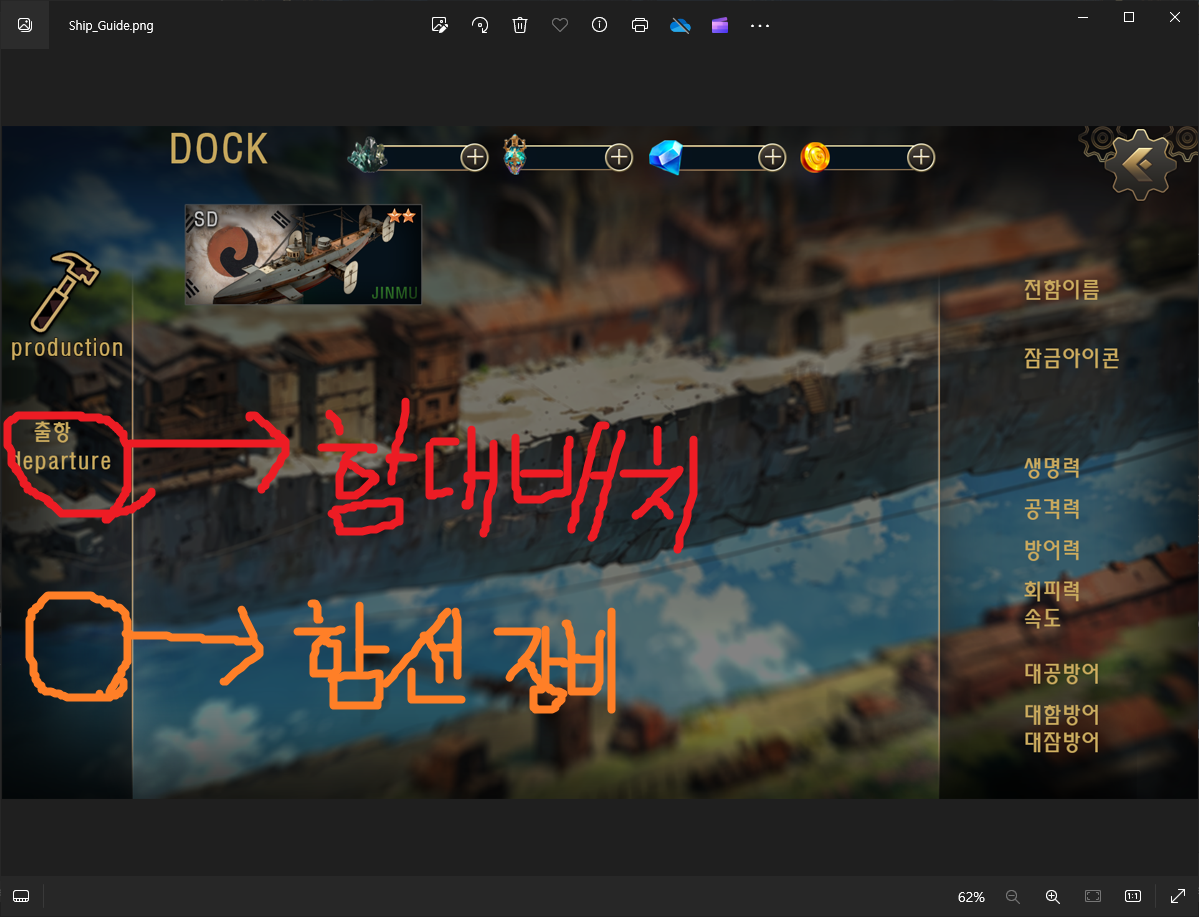 Ship_Guide.png
DOCK
SD
JINMU
production
전함이름
잠금아이콘
출항
departure
함대배치
생명력
공격력
방어력
회피력
속도
함선 장비
대공방어
대함방어
대잠방어
62%
1:1